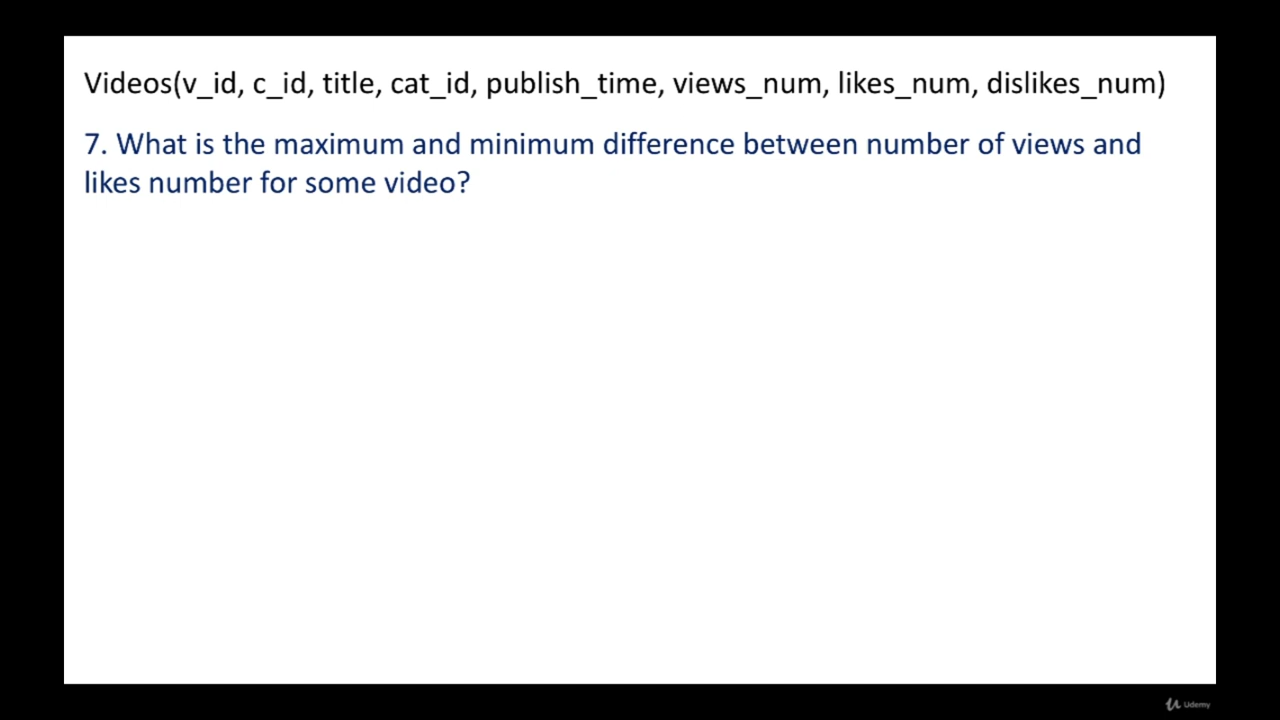 Videos(v_id, c_id, title, cat_id, publish_time, views_num, likes_num, dislikes_num)
7. What is the maximum and minimum difference between number of views and
likes number for some video?
Udemy